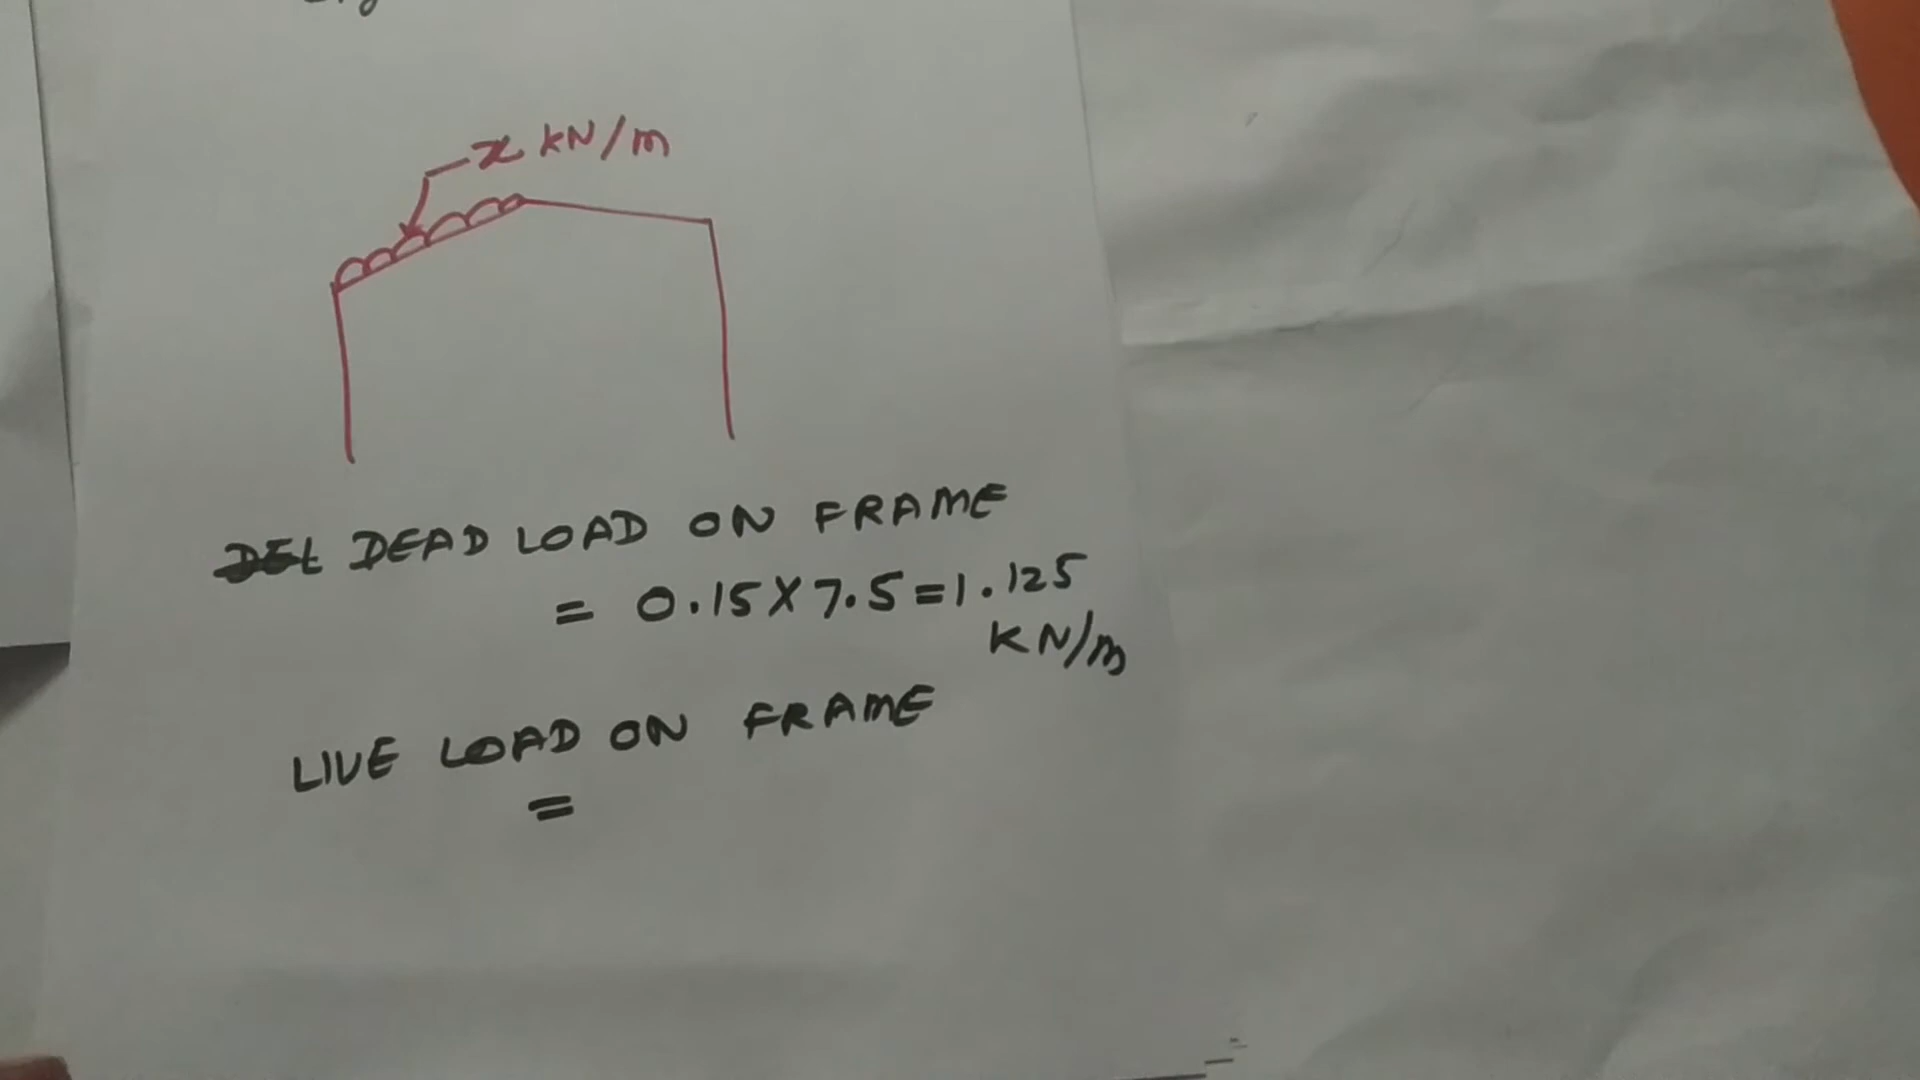 x KN/m
DEAD LOAD ON FRAME
= 0.15 X 7.5 = 1.125
KN/m
LIVE LOAD ON FRAME
=